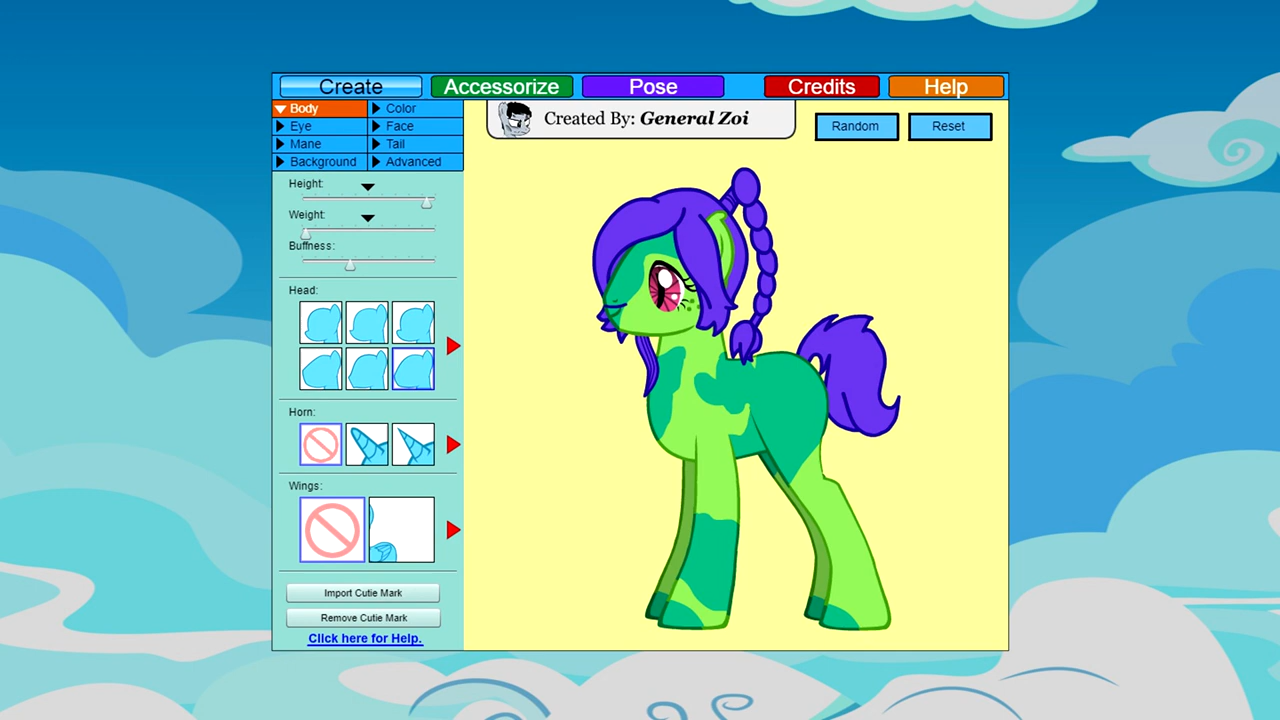 Create Accessorize Pose Credits Help
Body Color
Eye Face
Mane Tail
Background Advanced
Created By: General Zoi
Random Reset
Height:
Weight:
Buffness:
Head:
Horn:
Wings:
Import Cutie Mark
Remove Cutie Mark
Click here for Help.